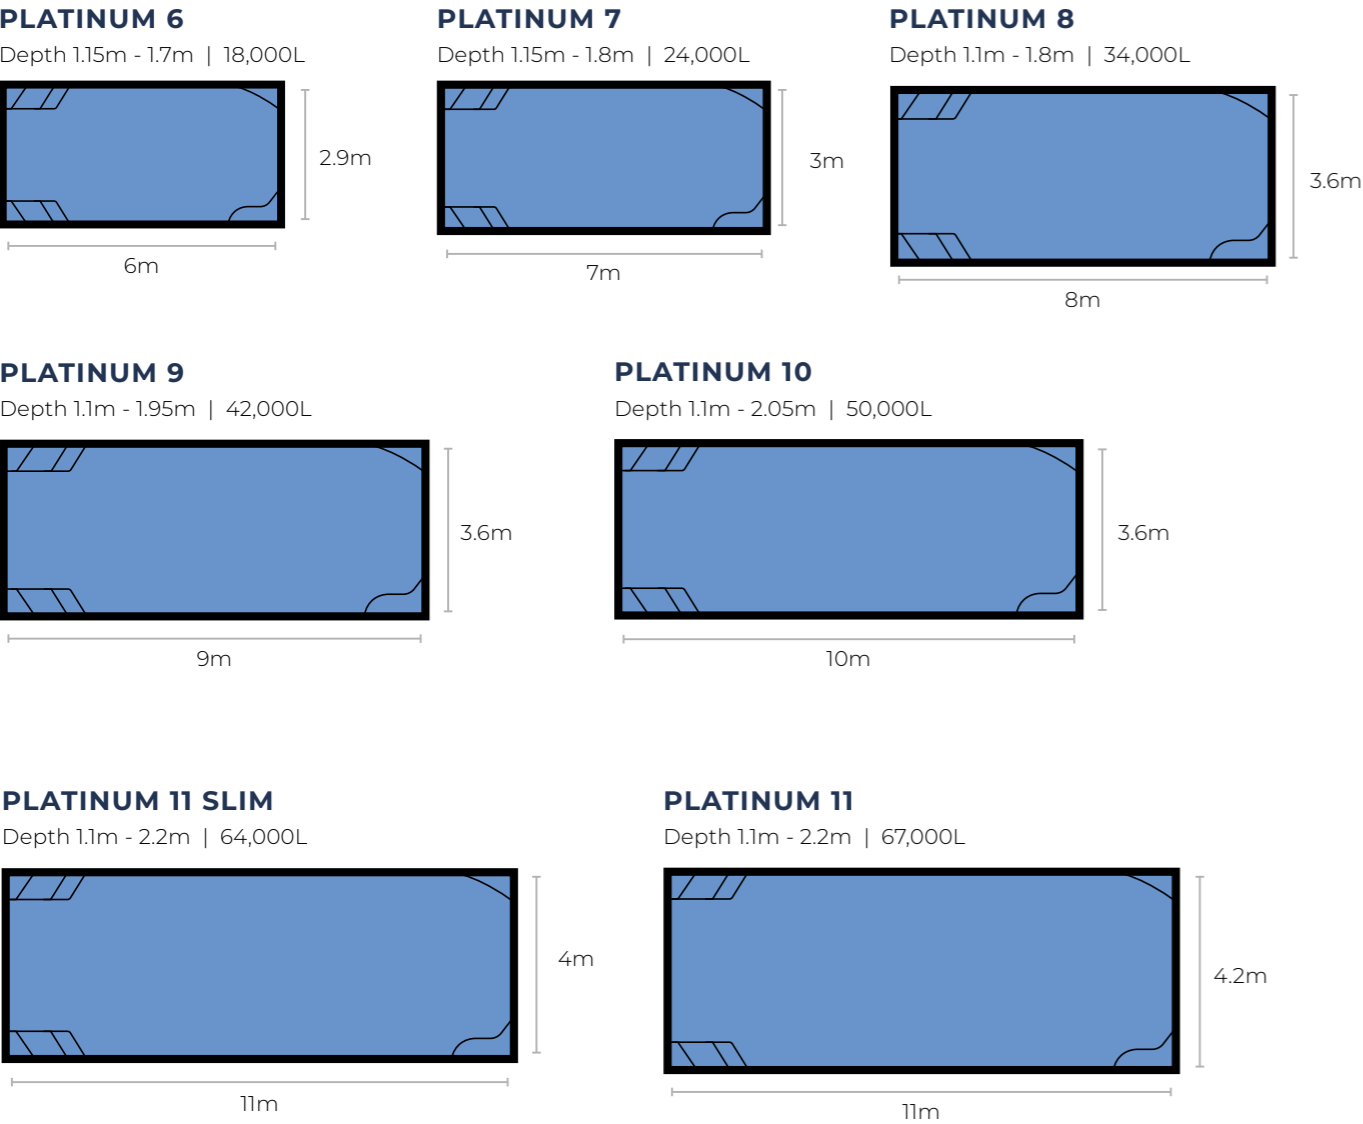 PLATINUM 6
Depth 1.15m - 1.7m | 18,000L
2.9m
6m
PLATINUM 7
Depth 1.15m - 1.8m | 24,000L
3m
7m
PLATINUM 8
Depth 1.1m - 1.8m | 34,000L
3.6m
8m
PLATINUM 9
Depth 1.1m - 1.95m | 42,000L
3.6m
9m
PLATINUM 10
Depth 1.1m - 2.05m | 50,000L
3.6m
10m
PLATINUM 11 SLIM
Depth 1.1m - 2.2m | 64,000L
4m
11m
PLATINUM 11
Depth 1.1m - 2.2m | 67,000L
4.2m
11m